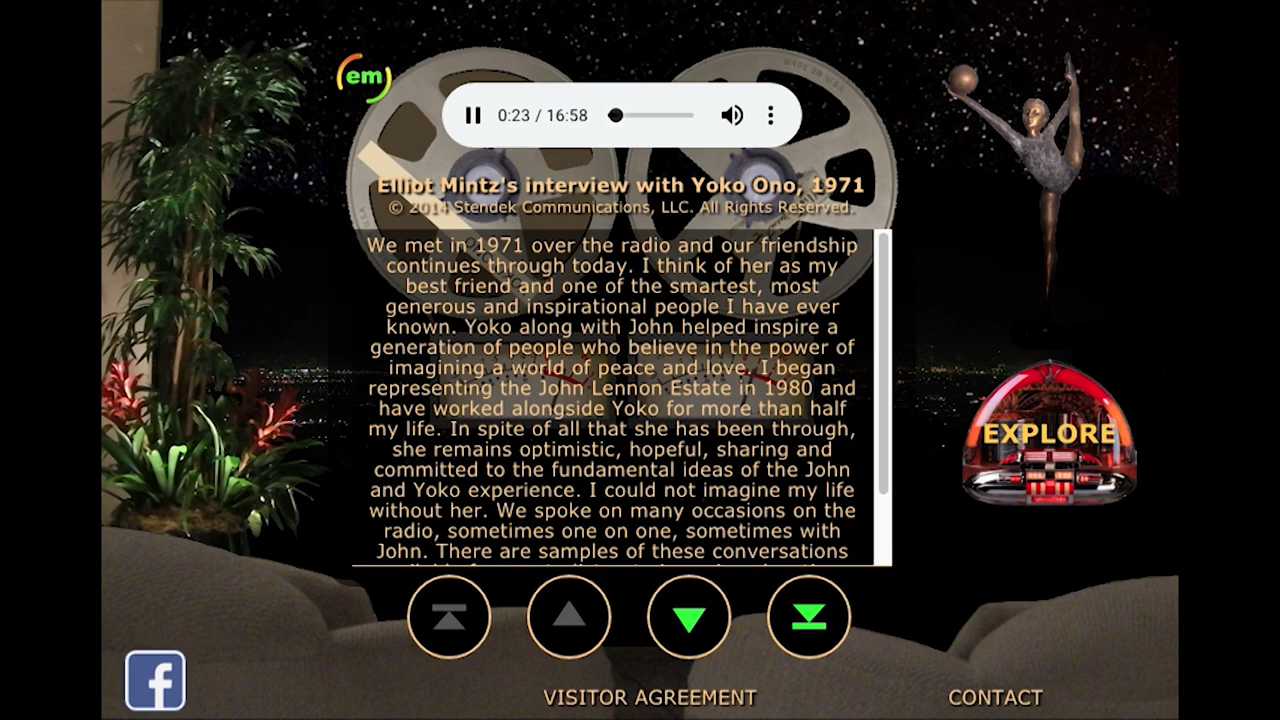 em
MADE IN U.S.A.
0:23 / 16:58
Elliot Mintz's interview with Yoko Ono, 1971
© 2014 Stendek Communications, LLC. All Rights Reserved.
We met in 1971 over the radio and our friendship
continues through today. I think of her as my
best friend and one of the smartest, most
generous and inspirational people I have ever
known. Yoko along with John helped inspire a
generation of people who believe in the power of
imagining a world of peace and love. I began
representing the John Lennon Estate in 1980 and
have worked alongside Yoko for more than half
my life. In spite of all that she has been through,
she remains optimistic, hopeful, sharing and
committed to the fundamental ideas of the John
and Yoko experience. I could not imagine my life
without her. We spoke on many occasions on the
radio, sometimes one on one, sometimes with
John. There are samples of these conversations
EXPLORE
f
VISITOR AGREEMENT
CONTACT